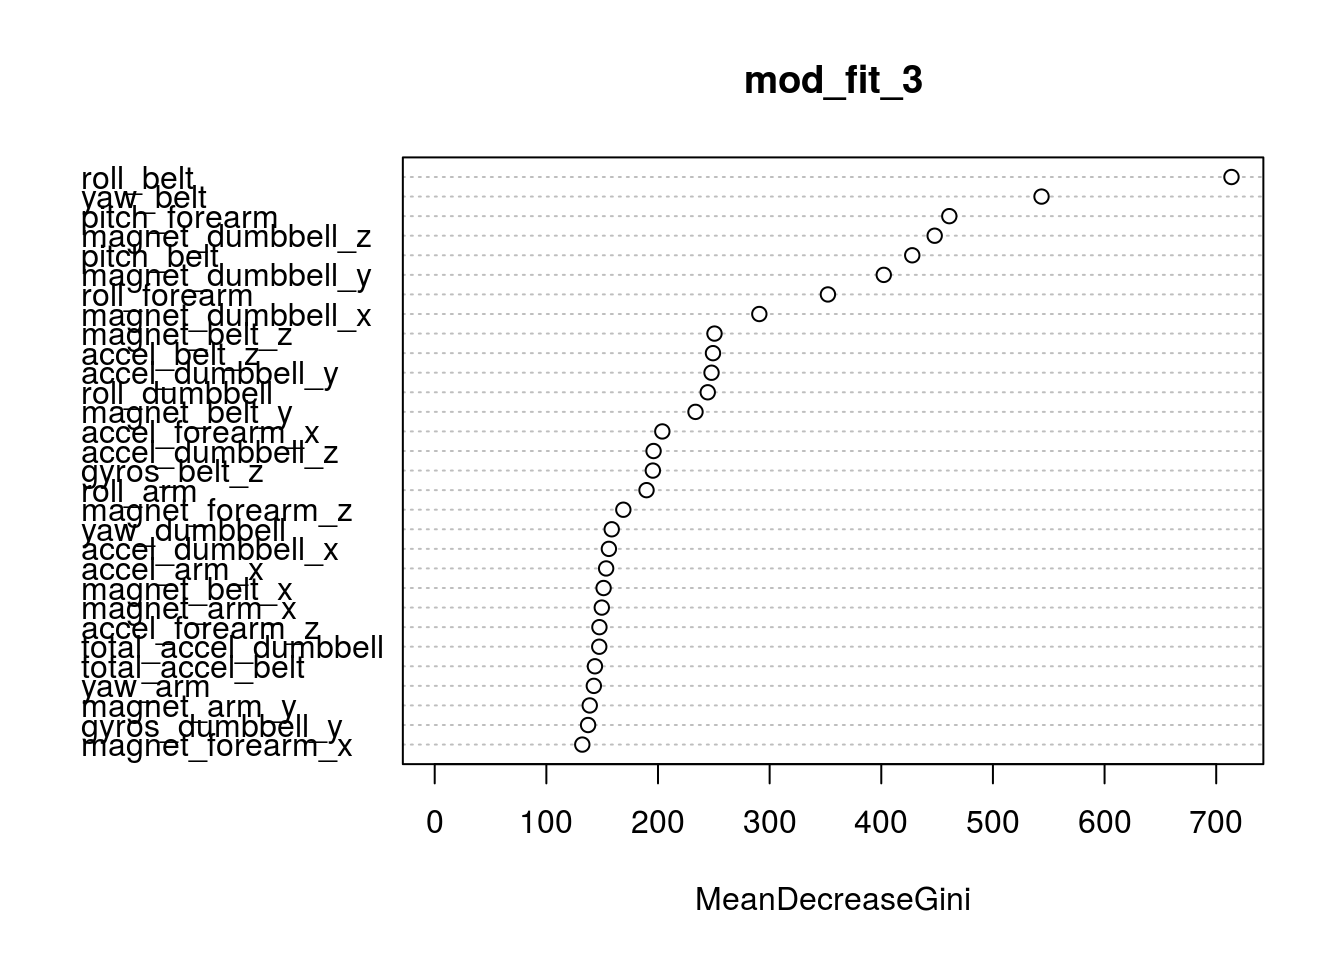 mod_fit_3
roll_belt
yaw_belt
pitch_forearm
magnet_dumbbell_z
pitch_belt
magnet_dumbbell_y
roll_forearm
magnet_dumbbell_x
magnet_belt_z
accel_belt_z
accel_dumbbell_y
roll_dumbbell
magnet_belt_y
accel_forearm_x
accel_dumbbell_z
gyros_belt_z
roll_arm
magnet_forearm_z
yaw_dumbbell
accel_dumbbell_x
accel_arm_x
magnet_belt_x
magnet_arm_x
accel_forearm_z
total_accel_dumbbell
total_accel_belt
yaw_arm
magnet_arm_y
gyros_dumbbell_y
magnet_forearm_x
0 100 200 300 400 500 600 700
MeanDecreaseGini